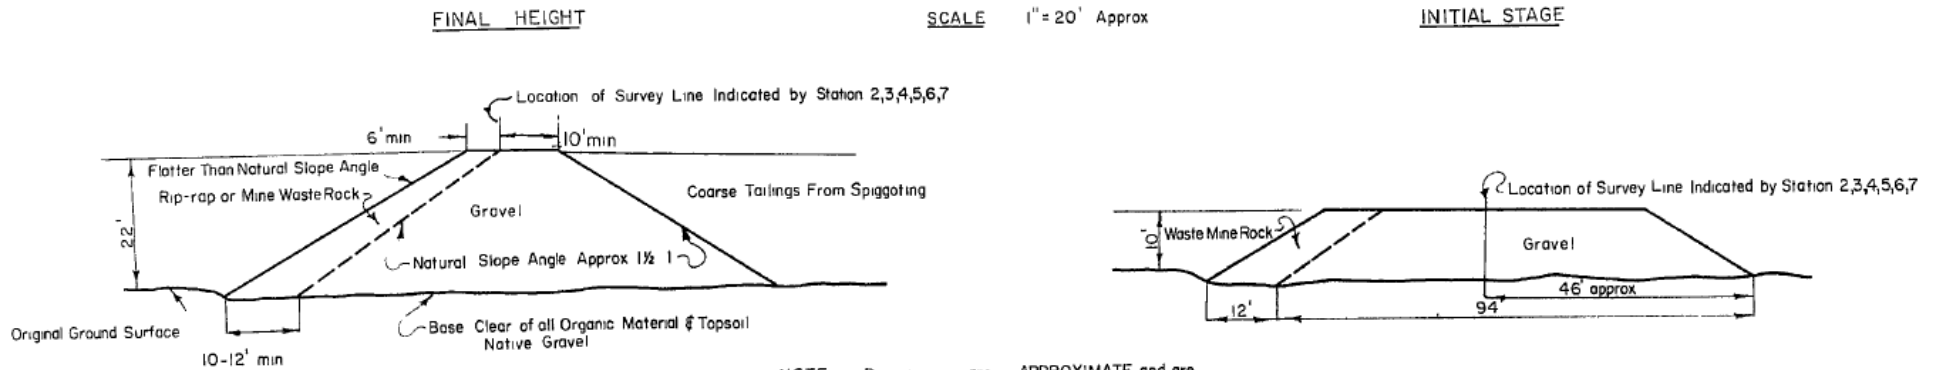 FINAL HEIGHT
SCALE 1" = 20' Approx
INITIAL STAGE
Location of Survey Line Indicated by Station 2,3,4,5,6,7
6' min
10' min
Flatter Than Natural Slope Angle
Rip-rap or Mine Waste Rock
Gravel
Coarse Tailings From Spiggoting
22'
Natural Slope Angle Approx 1½ 1
Original Ground Surface
Base Clear of all Organic Material & Topsoil
Native Gravel
10-12' min
Location of Survey Line Indicated by Station 2,3,4,5,6,7
10'
Waste Mine Rock
Gravel
46' approx
12'
94
NOTE
APPROXIMATE and are